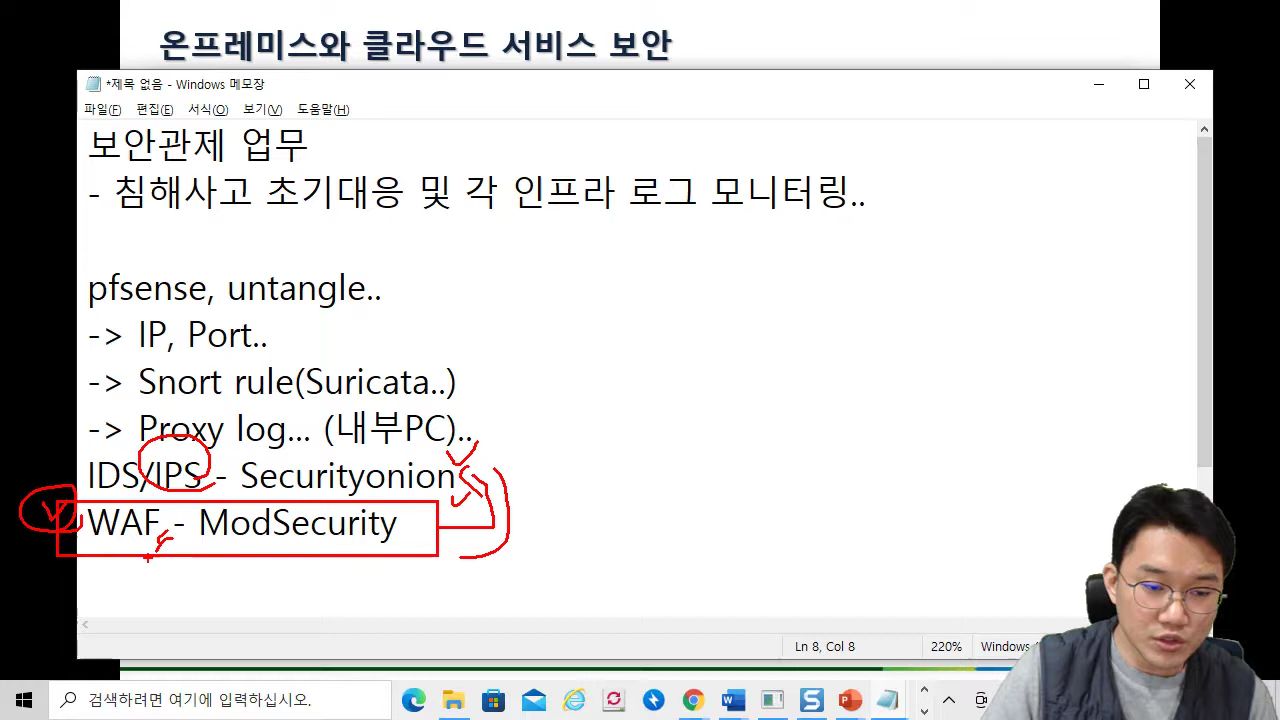 온프레미스와 클라우드 서비스 보안
*제목 없음 - Windows 메모장
파일(F) 편집(E) 서식(O) 보기(V) 도움말(H)
보안관제 업무
- 침해사고 초기대응 및 각 인프라 로그 모니터링..
pfsense, untangle..
-> IP, Port..
-> Snort rule(Suricata..)
-> Proxy log... (내부PC)..
IDS/IPS - Securityonion
WAF - ModSecurity
Ln 8, Col 8 220% Windows
검색하려면 여기에 입력하십시오.